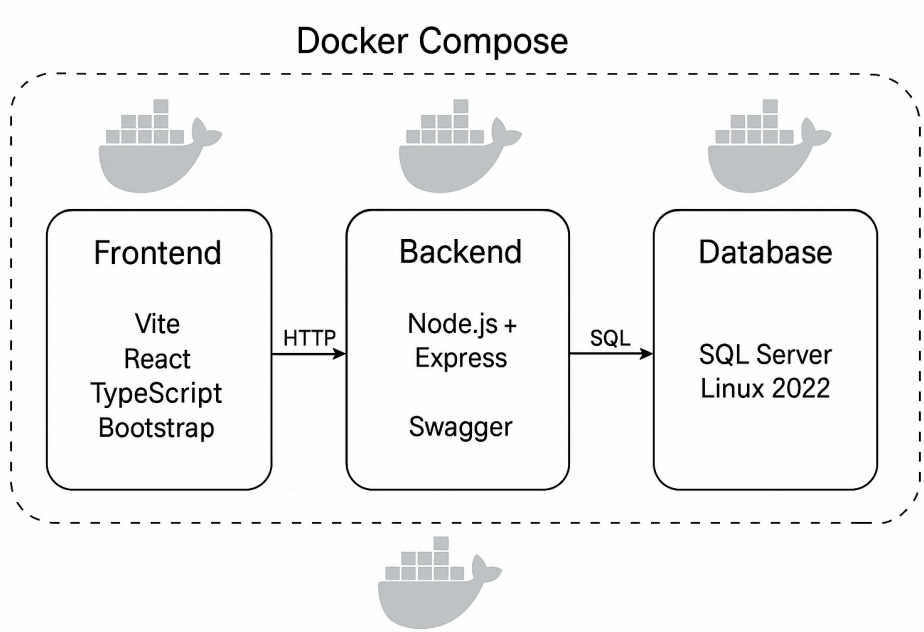 Docker Compose
Frontend
Vite
React
TypeScript
Bootstrap
HTTP
Backend
Node.js +
Express
Swagger
SQL
Database
SQL Server
Linux 2022